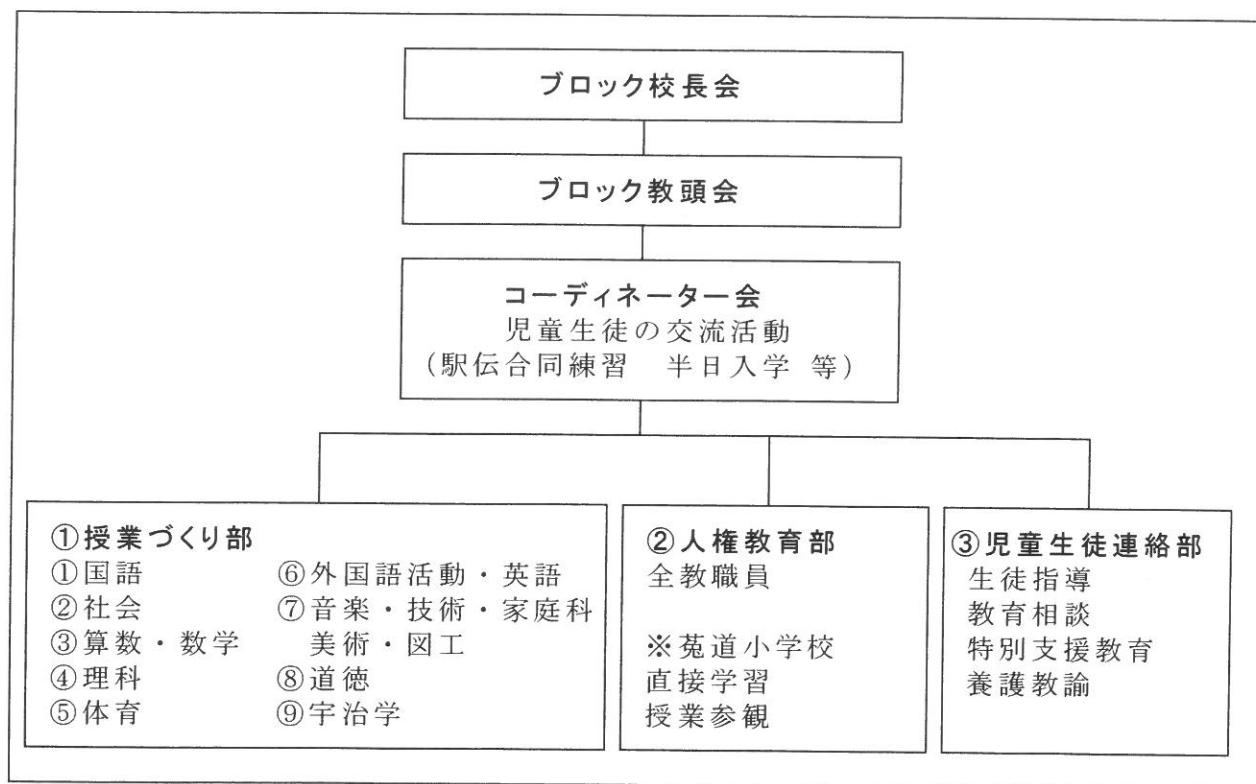 ブロック校長会
ブロック教頭会
コーディネーター会
児童生徒の交流活動
(駅伝合同練習　半日入学 等)
①授業づくり部
①国語
②社会
③算数・数学
④理科
⑤体育
⑥外国語活動・英語
⑦音楽・技術・家庭科
美術・図工
⑧道徳
⑨宇治学
②人権教育部
全教職員
※菟道小学校
直接学習
授業参観
③児童生徒連絡部
生徒指導
教育相談
特別支援教育
養護教諭